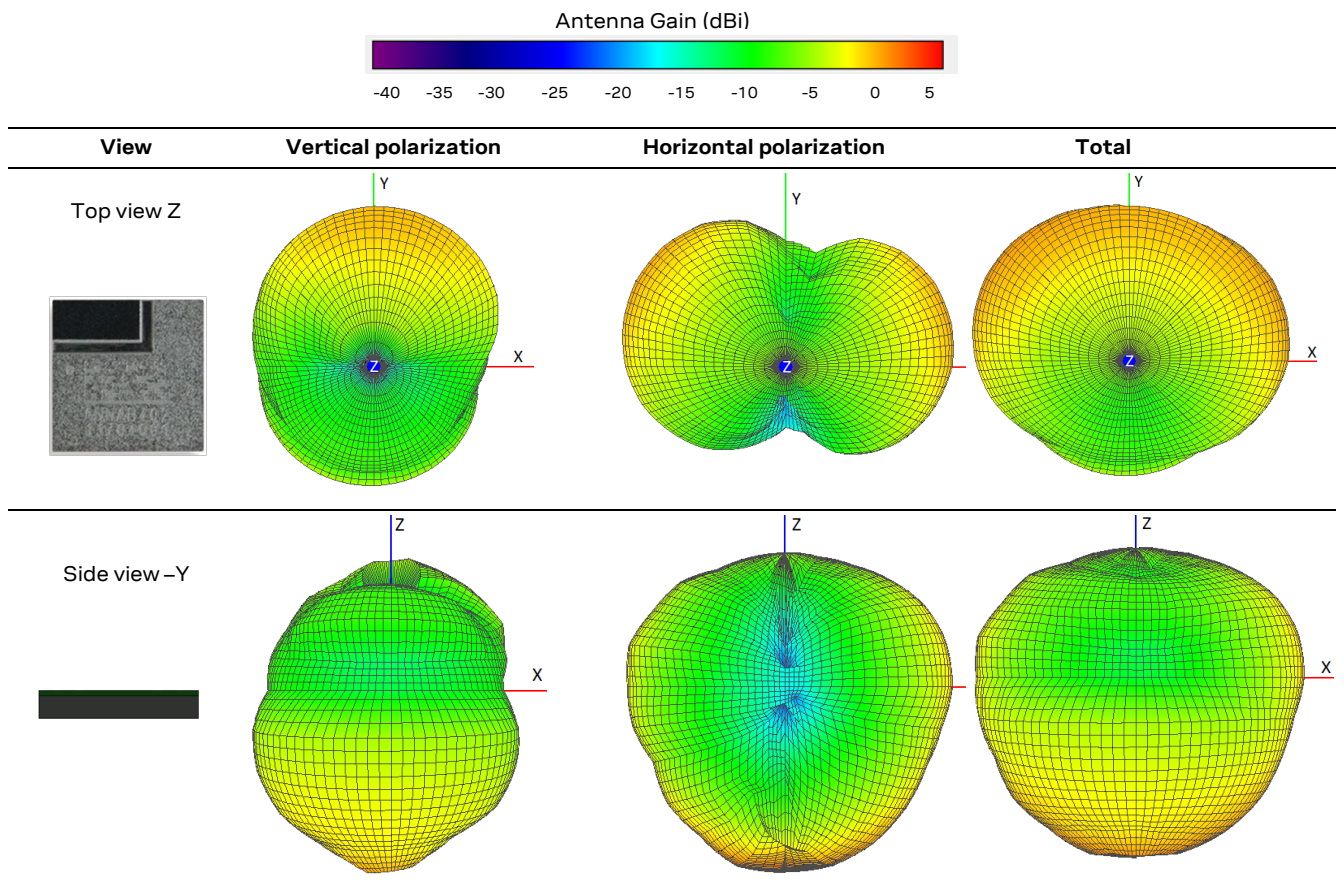 Antenna Gain (dBi)
-40 -35 -30 -25 -20 -15 -10 -5 0 5
View Vertical polarization Horizontal polarization Total
Top view Z
Y
X
Z
Y
Z
Y
X
Z
Side view –Y
Z
X
Z
Z
X